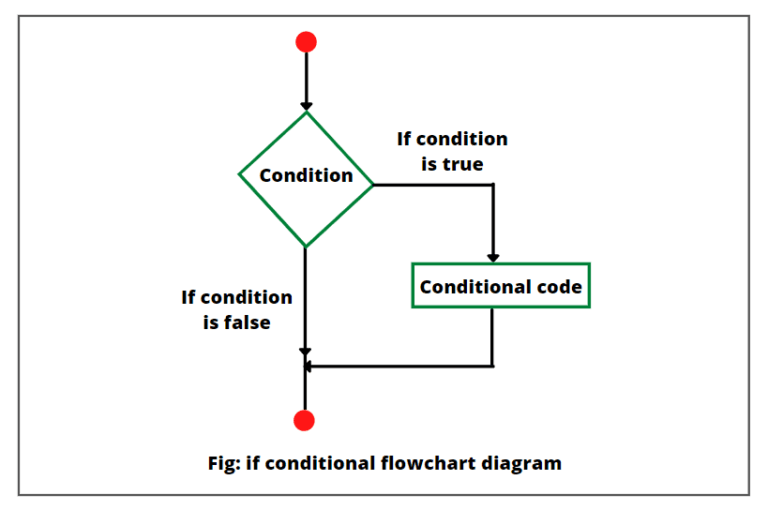 If condition
is true
Condition
Conditional code
If condition
is false
Fig: if conditional flowchart diagram